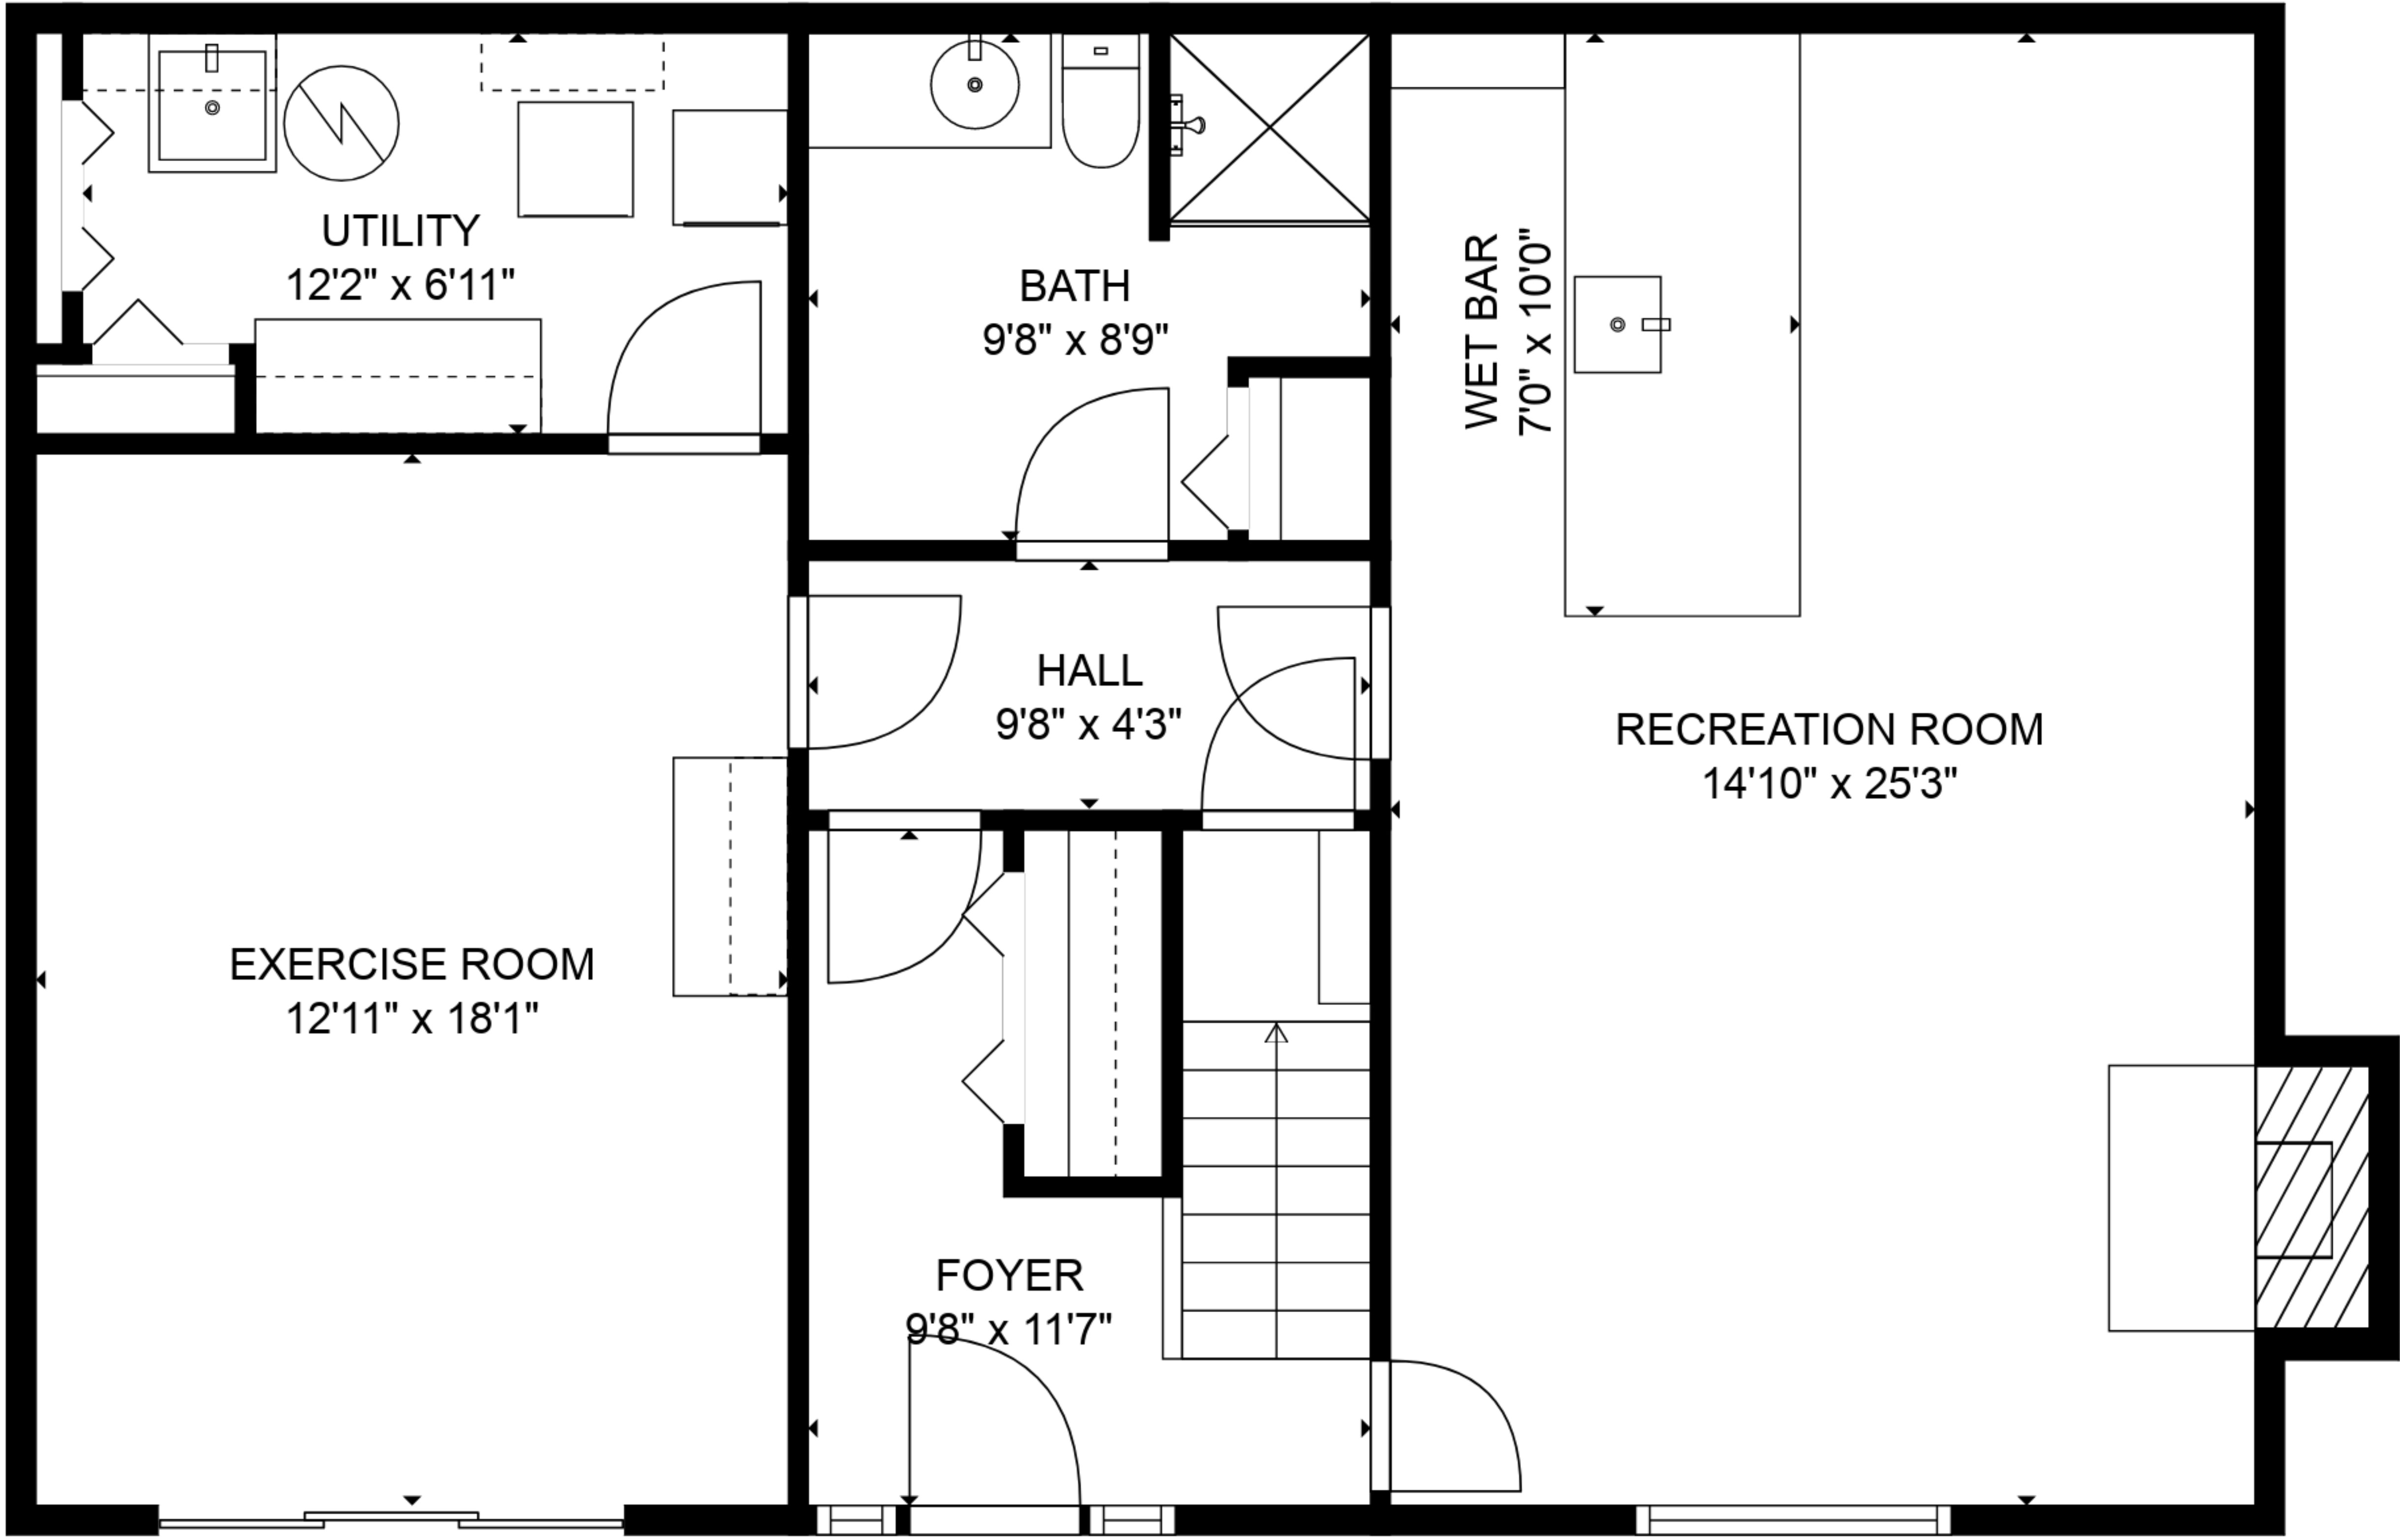 UTILITY
12'2" x 6'11"
BATH
9'8" x 8'9"
WET BAR
7'0" x 10'0"
HALL
9'8" x 4'3"
RECREATION ROOM
14'10" x 25'3"
EXERCISE ROOM
12'11" x 18'1"
FOYER
9'8" x 11'7"